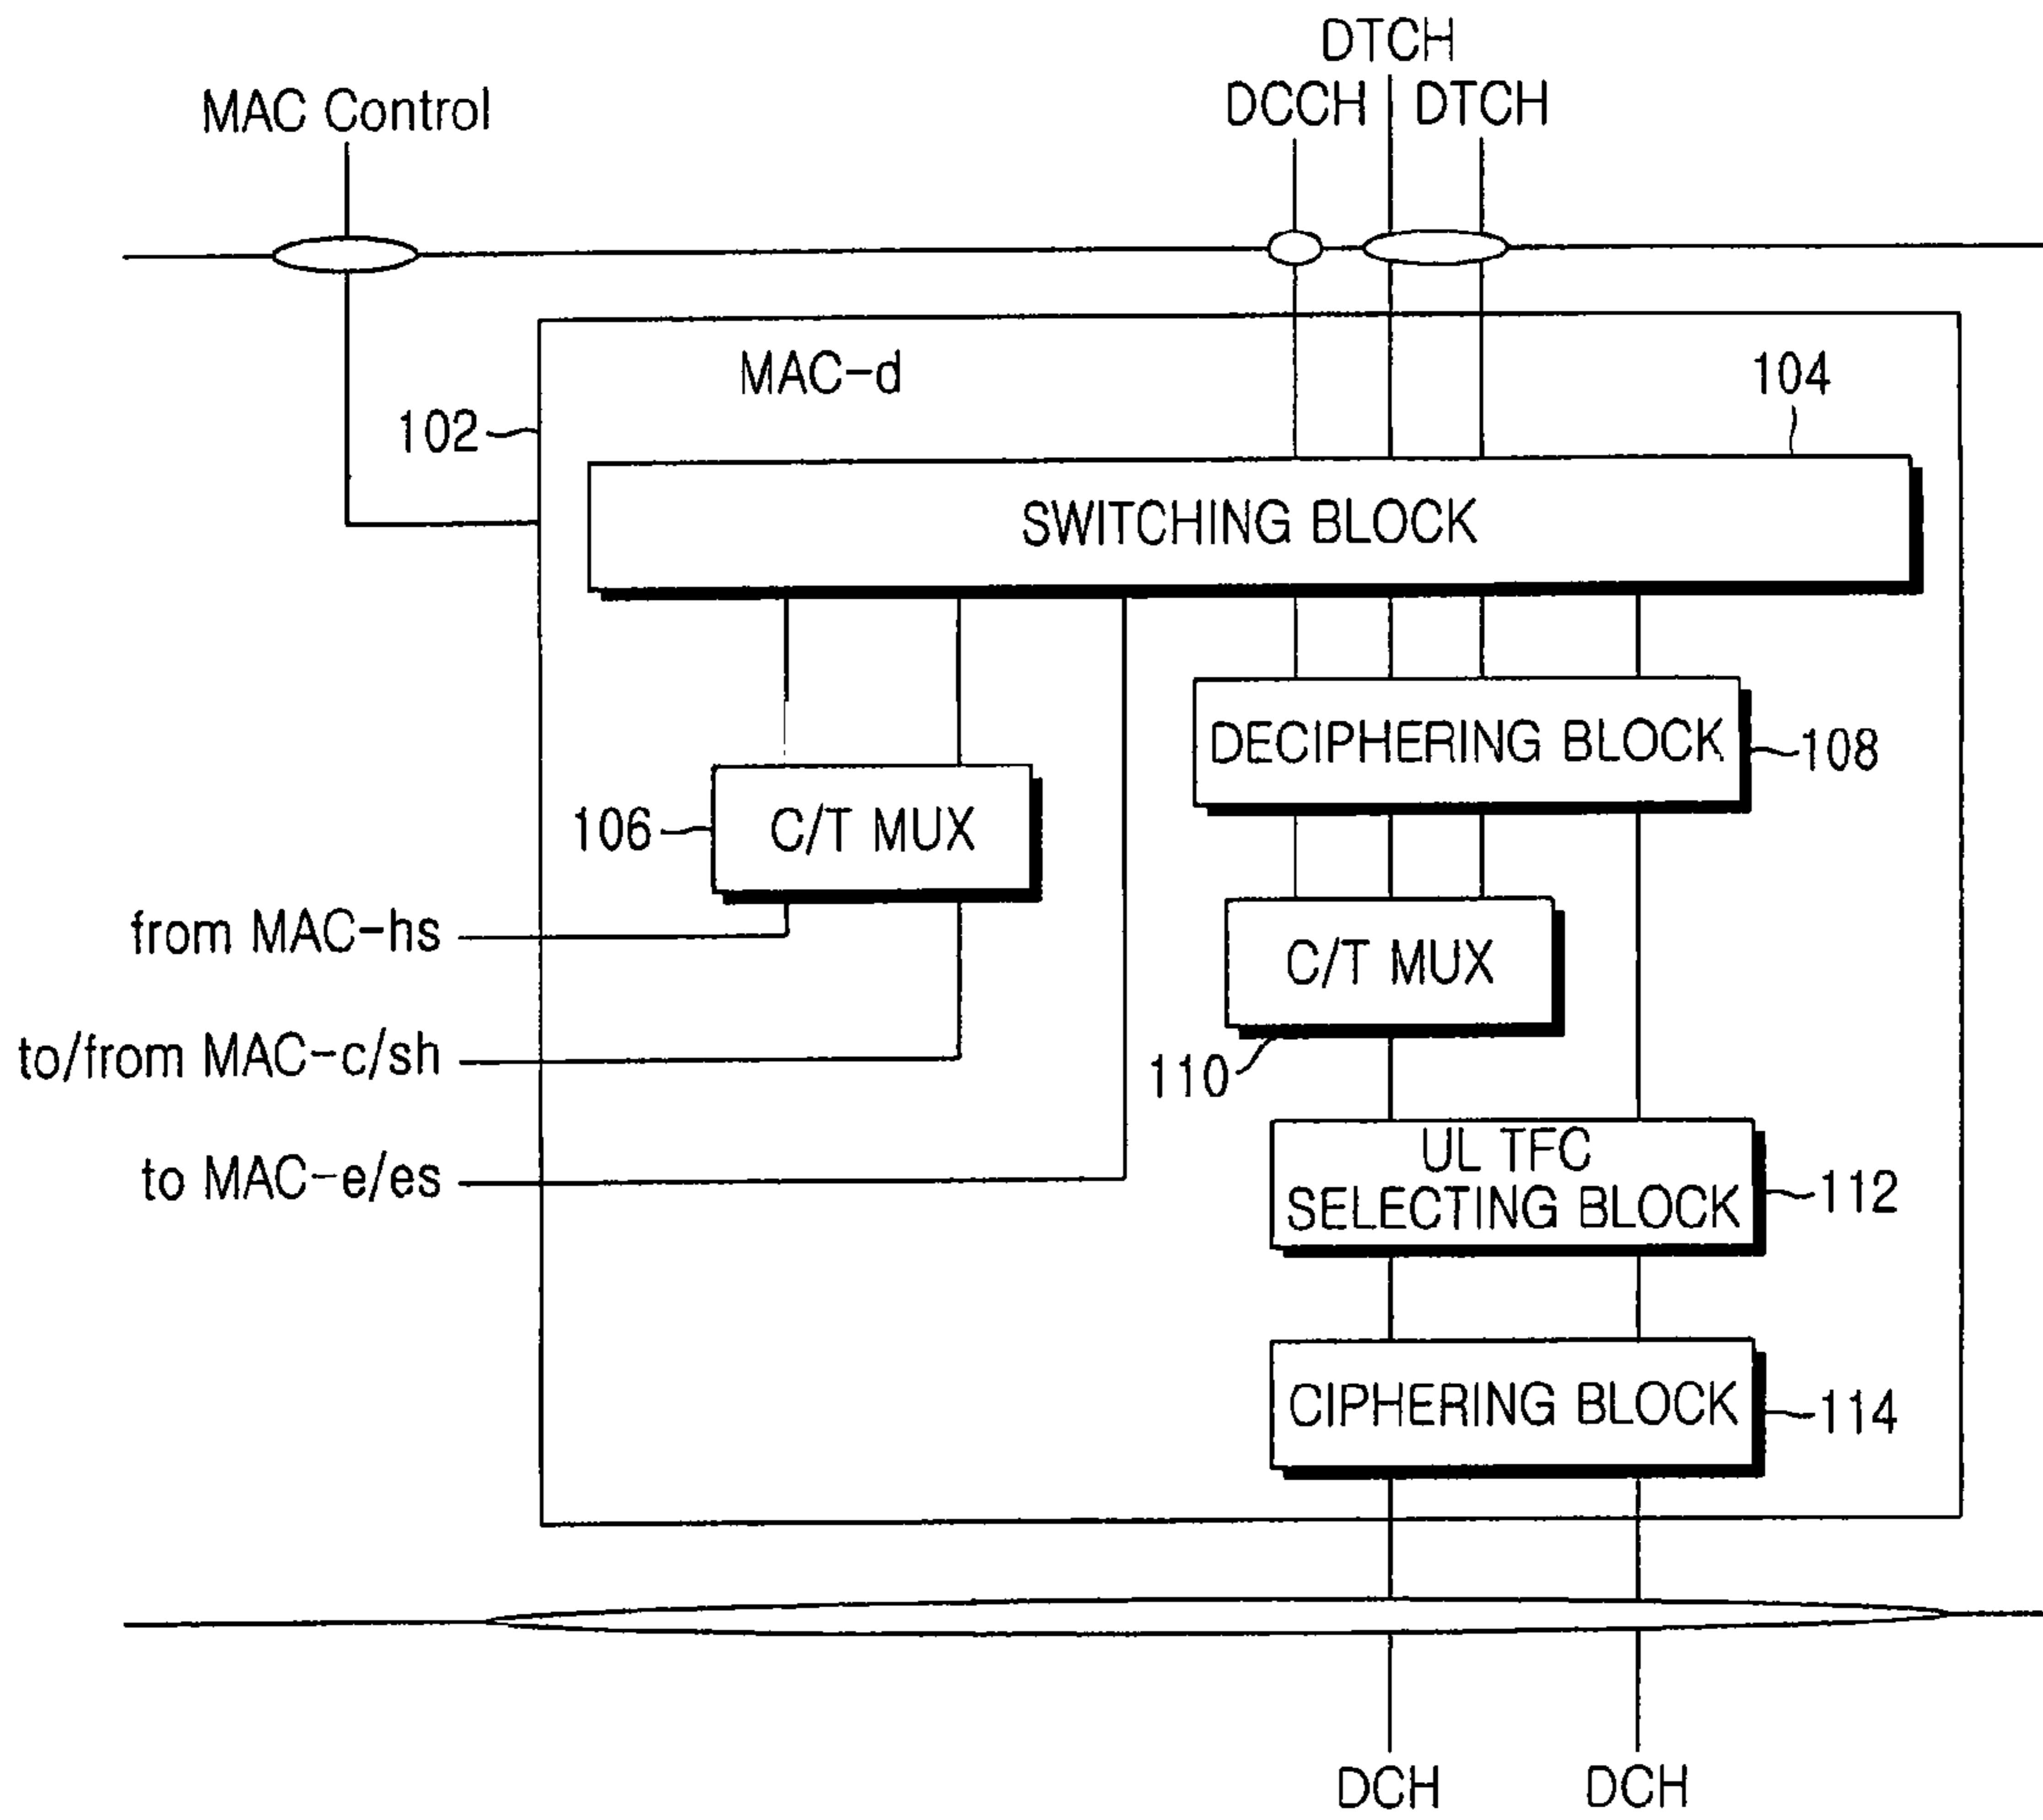 DTCH
MAC Control
DCCH
DTCH
MAC-d
104
102
SWITCHING BLOCK
DECIPHERING BLOCK
108
106
C/T MUX
from MAC-hs
C/T MUX
to/from MAC-c/sh
110
UL TFC
SELECTING BLOCK
112
to MAC-e/es
CIPHERING BLOCK
114
DCH
DCH